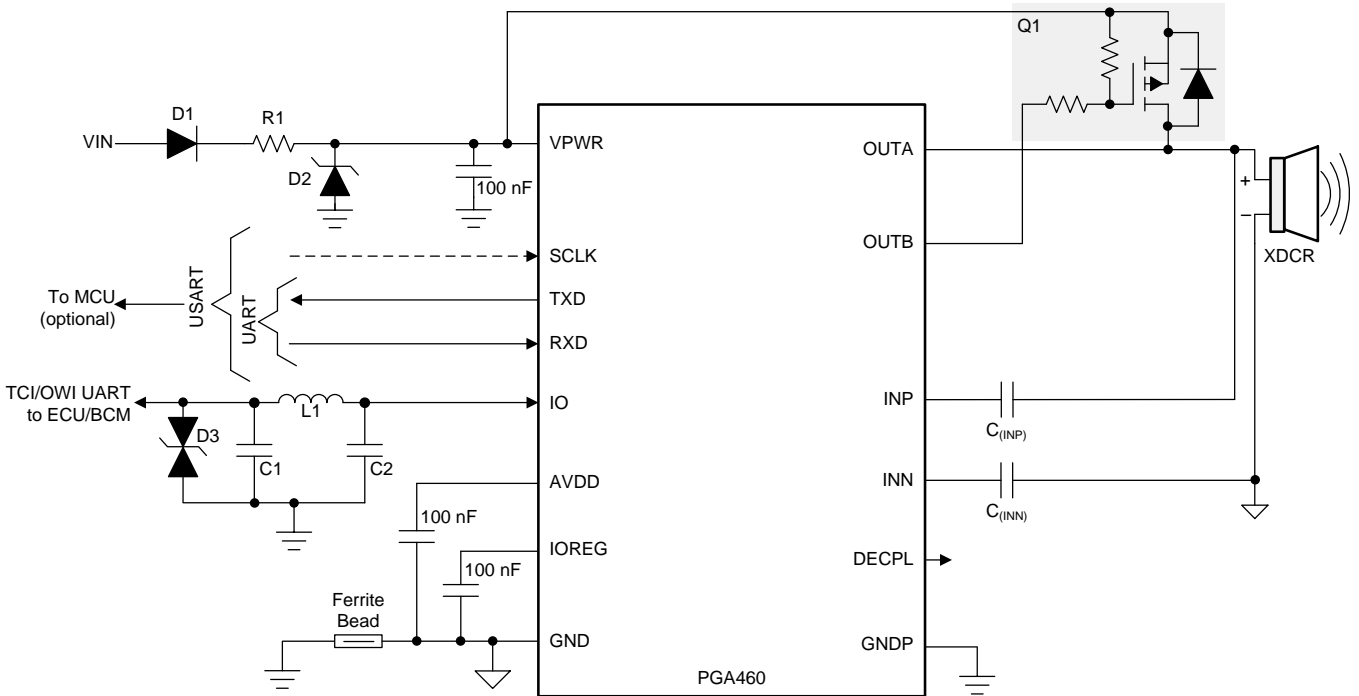 Q1
D1
R1
VIN
VPWR
D2
100 nF
OUTA
OUTB
+
−
XDCR
SCLK
TXD
RXD
USART
UART
To MCU
(optional)
TCI/OWI UART
to ECU/BCM
L1
IO
D3
C1
C2
INP
C(INP)
INN
C(INN)
AVDD
100 nF
IOREG
100 nF
DECPL
Ferrite
Bead
GND
GNDP
PGA460